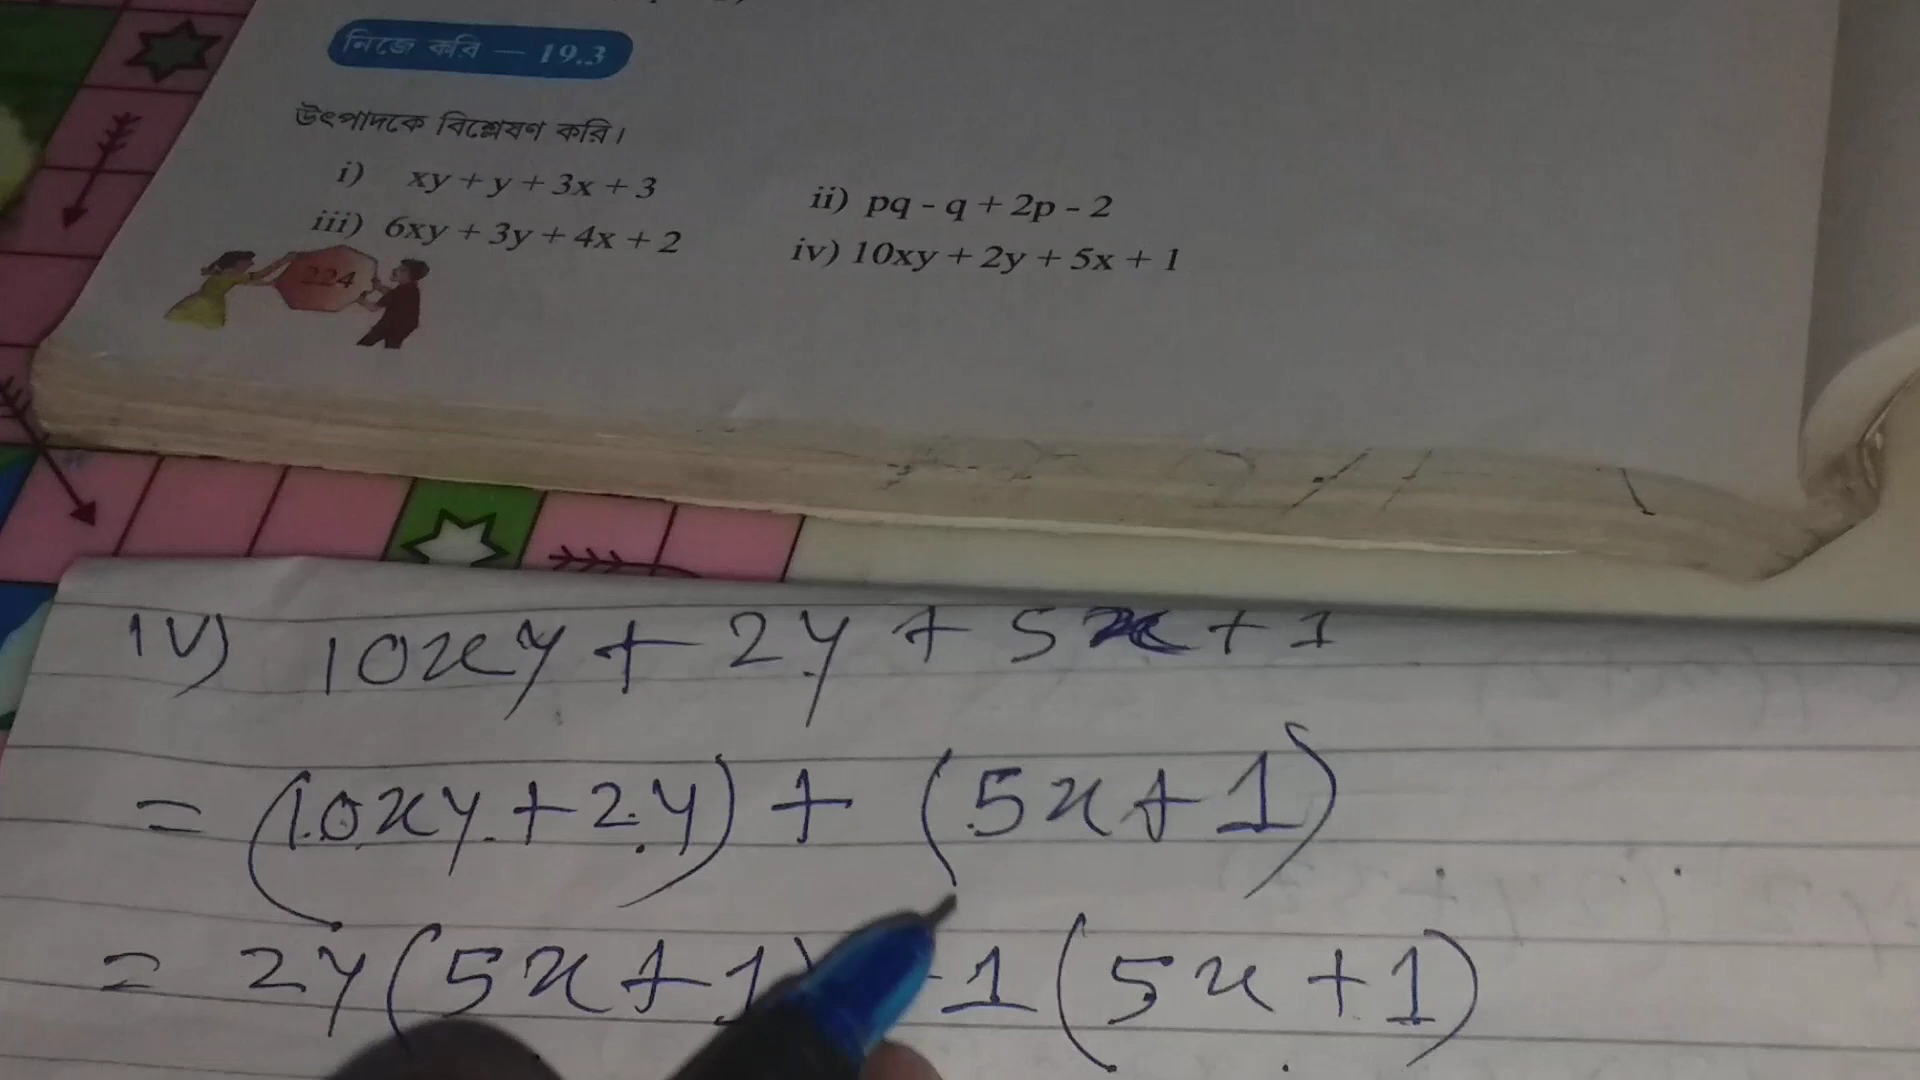 নিজে করি — 19.3
উৎপাদকে বিশ্লেষণ করি।
i) xy + y + 3x + 3
ii) pq - q + 2p - 2
iii) 6xy + 3y + 4x + 2
iv) 10xy + 2y + 5x + 1
224
iv) 10xy + 2y + 5x + 1
= (10xy + 2y) + (5x + 1)
= 2y (5x + 1) 1 (5x + 1)